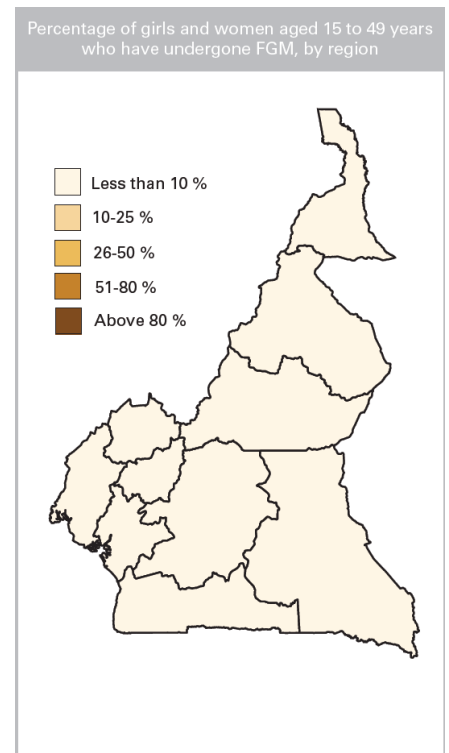 Percentage of girls and women aged 15 to 49 years
who have undergone FGM, by region
Less than 10 %
10-25 %
26-50 %
51-80 %
Above 80 %